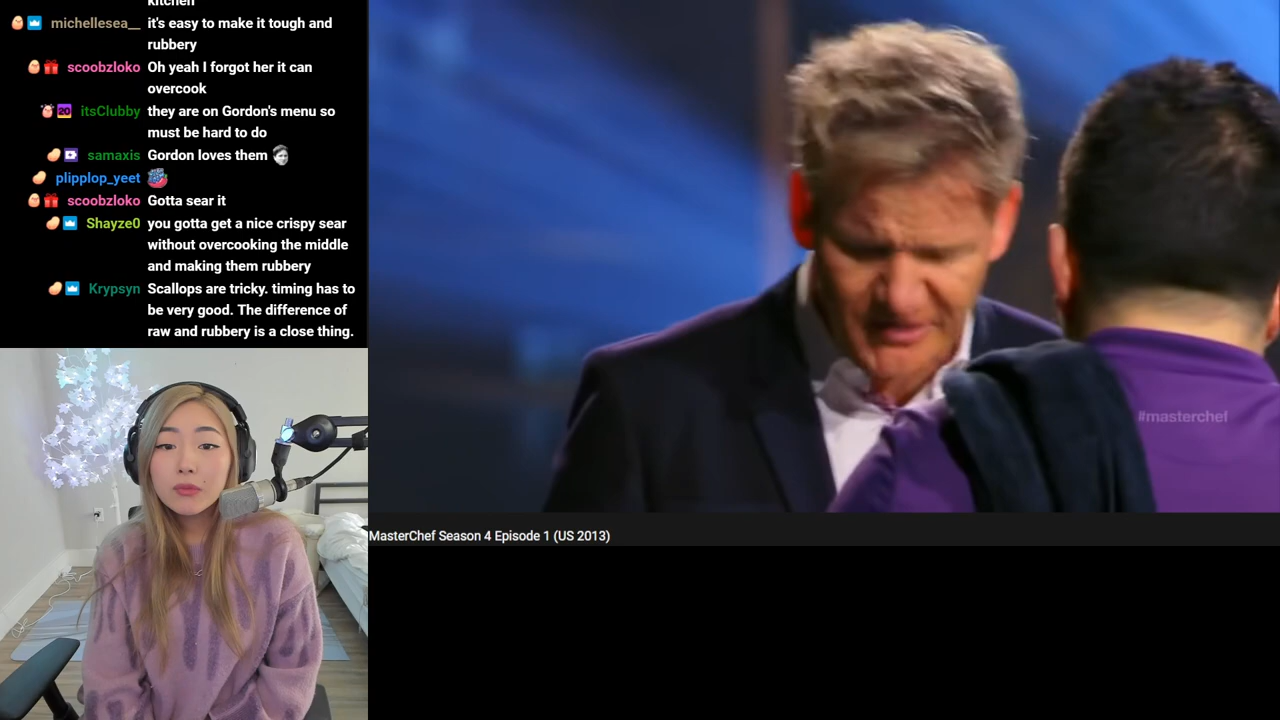 kitchen
michellesea__ it's easy to make it tough and
rubbery
scoobzloko Oh yeah I forgot her it can
overcook
20 itsClubby they are on Gordon's menu so
must be hard to do
samaxis Gordon loves them
plipplop_yeet
scoobzloko Gotta sear it
Shayze0 you gotta get a nice crispy sear
without overcooking the middle
and making them rubbery
Krypsyn Scallops are tricky. timing has to
be very good. The difference of
raw and rubbery is a close thing.
#masterchef
MasterChef Season 4 Episode 1 (US 2013)